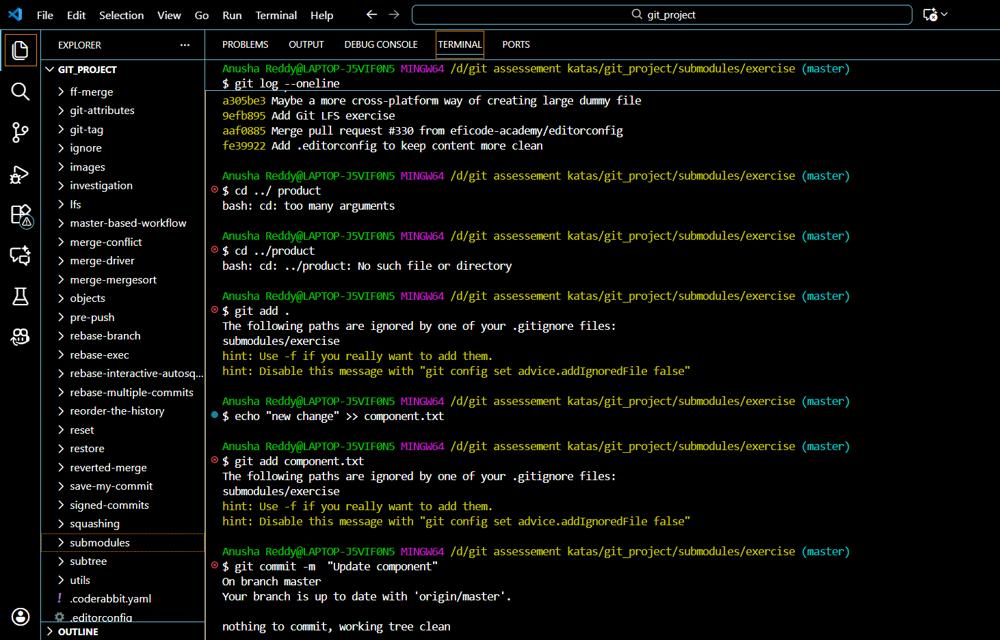 File Edit Selection View Go Run Terminal Help
git_project
EXPLORER ...
GIT_PROJECT
ff-merge
git-attributes
git-tag
ignore
images
investigation
lfs
master-based-workflow
merge-conflict
merge-driver
merge-mergesort
objects
pre-push
rebase-branch
rebase-exec
rebase-interactive-autosq...
rebase-multiple-commits
reorder-the-history
reset
restore
reverted-merge
save-my-commit
signed-commits
squashing
submodules
subtree
utils
! .coderabbit.yaml
.editorconfig
OUTLINE
PROBLEMS OUTPUT DEBUG CONSOLE TERMINAL PORTS
Anusha Reddy@LAPTOP-J5VIF0N5 MINGW64 /d/git assessement katas/git_project/submodules/exercise (master)
$ git log --oneline
a305be3 Maybe a more cross-platform way of creating large dummy file
9efb895 Add Git LFS exercise
aaf0885 Merge pull request #330 from eficode-academy/editorconfig
fe39922 Add .editorconfig to keep content more clean
Anusha Reddy@LAPTOP-J5VIF0N5 MINGW64 /d/git assessement katas/git_project/submodules/exercise (master)
$ cd ../ product
bash: cd: too many arguments
Anusha Reddy@LAPTOP-J5VIF0N5 MINGW64 /d/git assessement katas/git_project/submodules/exercise (master)
$ cd ../product
bash: cd: ../product: No such file or directory
Anusha Reddy@LAPTOP-J5VIF0N5 MINGW64 /d/git assessement katas/git_project/submodules/exercise (master)
$ git add .
The following paths are ignored by one of your .gitignore files:
submodules/exercise
hint: Use -f if you really want to add them.
hint: Disable this message with "git config set advice.addIgnoredFile false"
Anusha Reddy@LAPTOP-J5VIF0N5 MINGW64 /d/git assessement katas/git_project/submodules/exercise (master)
$ echo "new change" >> component.txt
Anusha Reddy@LAPTOP-J5VIF0N5 MINGW64 /d/git assessement katas/git_project/submodules/exercise (master)
$ git add component.txt
The following paths are ignored by one of your .gitignore files:
submodules/exercise
hint: Use -f if you really want to add them.
hint: Disable this message with "git config set advice.addIgnoredFile false"
Anusha Reddy@LAPTOP-J5VIF0N5 MINGW64 /d/git assessement katas/git_project/submodules/exercise (master)
$ git commit -m  "Update component"
On branch master
Your branch is up to date with 'origin/master'.
nothing to commit, working tree clean